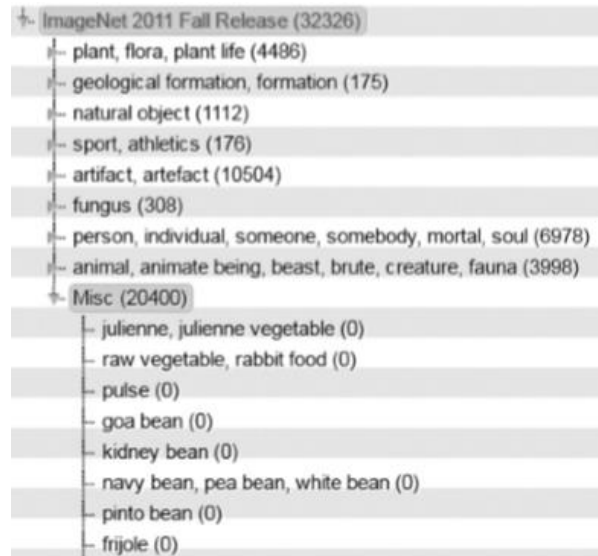 ImageNet 2011 Fall Release (32326)
plant, flora, plant life (4486)
geological formation, formation (175)
natural object (1112)
sport, athletics (176)
artifact, artefact (10504)
fungus (308)
person, individual, someone, somebody, mortal, soul (6978)
animal, animate being, beast, brute, creature, fauna (3998)
Misc (20400)
julienne, julienne vegetable (0)
raw vegetable, rabbit food (0)
pulse (0)
goa bean (0)
kidney bean (0)
navy bean, pea bean, white bean (0)
pinto bean (0)
frijole (0)